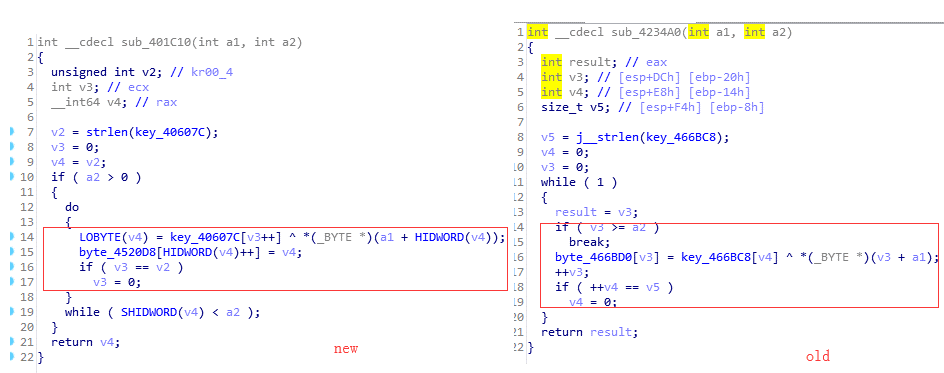 1 int __cdecl sub_401C10(int a1, int a2)
2 {
3 unsigned int v2; // kr00_4
4 int v3; // ecx
5 __int64 v4; // rax
6
7 v2 = strlen(key_40607C);
8 v3 = 0;
9 v4 = v2;
10 if ( a2 > 0 )
11 {
12 do
13 {
14 LOBYTE(v4) = key_40607C[v3++] ^ *(_BYTE *)(a1 + HIDWORD(v4));
15 byte_4520D8[HIDWORD(v4)++] = v4;
16 if ( v3 == v2 )
17 v3 = 0;
18 }
19 while ( SHIDWORD(v4) < a2 );
20 }
21 return v4;
22 }
new
1 int __cdecl sub_4234A0(int a1, int a2)
2 {
3 int result; // eax
4 int v3; // [esp+DCh] [ebp-20h]
5 int v4; // [esp+E8h] [ebp-14h]
6 size_t v5; // [esp+F4h] [ebp-8h]
7
8 v5 = j__strlen(key_466BC8);
9 v4 = 0;
10 v3 = 0;
11 while ( 1 )
12 {
13 result = v3;
14 if ( v3 >= a2 )
15 break;
16 byte_466BD0[v3] = key_466BC8[v4] ^ *(_BYTE *)(v3 + a1);
17 ++v3;
18 if ( ++v4 == v5 )
19 v4 = 0;
20 }
21 return result;
22 }
old